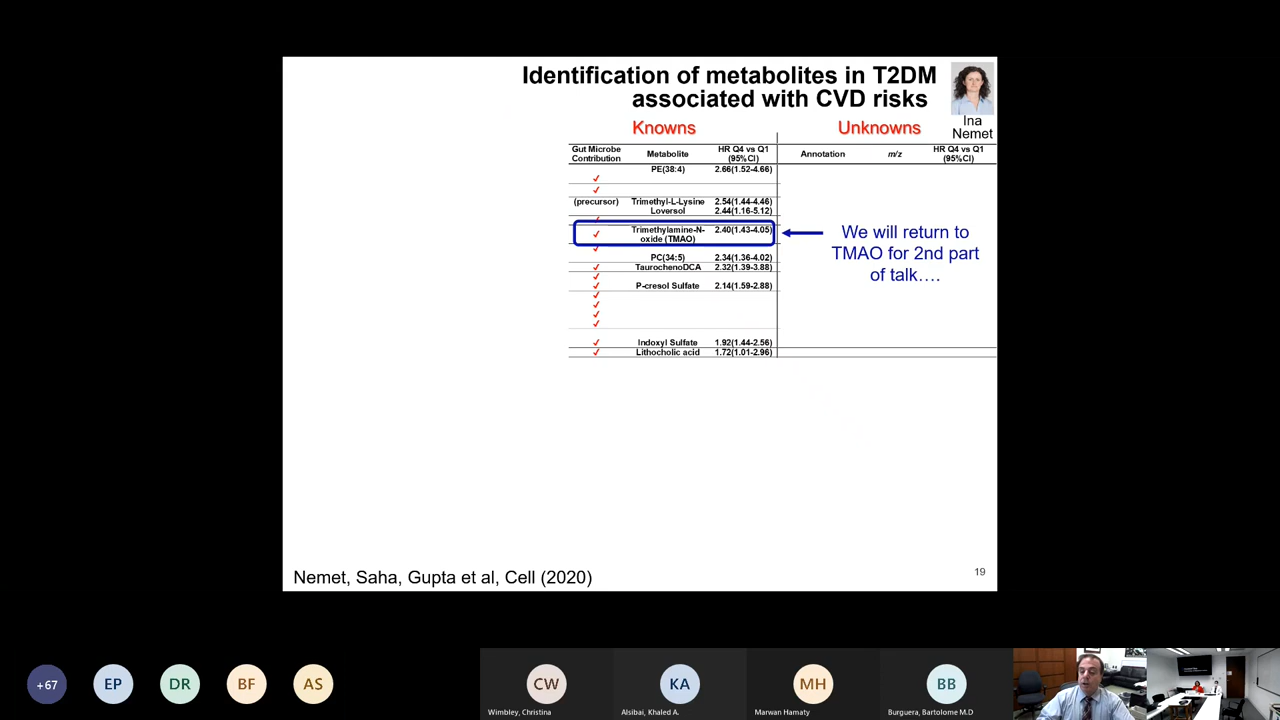 Identification of metabolites in T2DM
associated with CVD risks
Ina
Nemet
Knowns
Unknowns
Gut Microbe
Contribution
Metabolite
HR Q4 vs Q1
(95%CI)
Annotation
m/z
HR Q4 vs Q1
(95%CI)
PE(38:4) 2.66(1.52-4.66)
✓
✓
(precursor) Trimethyl-L-Lysine 2.54(1.44-4.46)
Loversol 2.44(1.16-5.12)
✓ Trimethylamine-N-
oxide (TMAO) 2.40(1.43-4.05)
We will return to
TMAO for 2nd part
of talk....
PC(34:5) 2.34(1.36-4.02)
✓ TaurochenoDCA 2.32(1.39-3.88)
✓
✓ P-cresol Sulfate 2.14(1.59-2.88)
✓
✓
✓
✓
✓ Indoxyl Sulfate 1.92(1.44-2.56)
✓ Lithocholic acid 1.72(1.01-2.96)
Nemet, Saha, Gupta et al, Cell (2020)
19
+67
EP
DR
BF
AS
CW
Wimbley, Christina
KA
Alsibai, Khaled A.
MH
Marwan Hamaty
BB
Burguera, Bartolome M.D